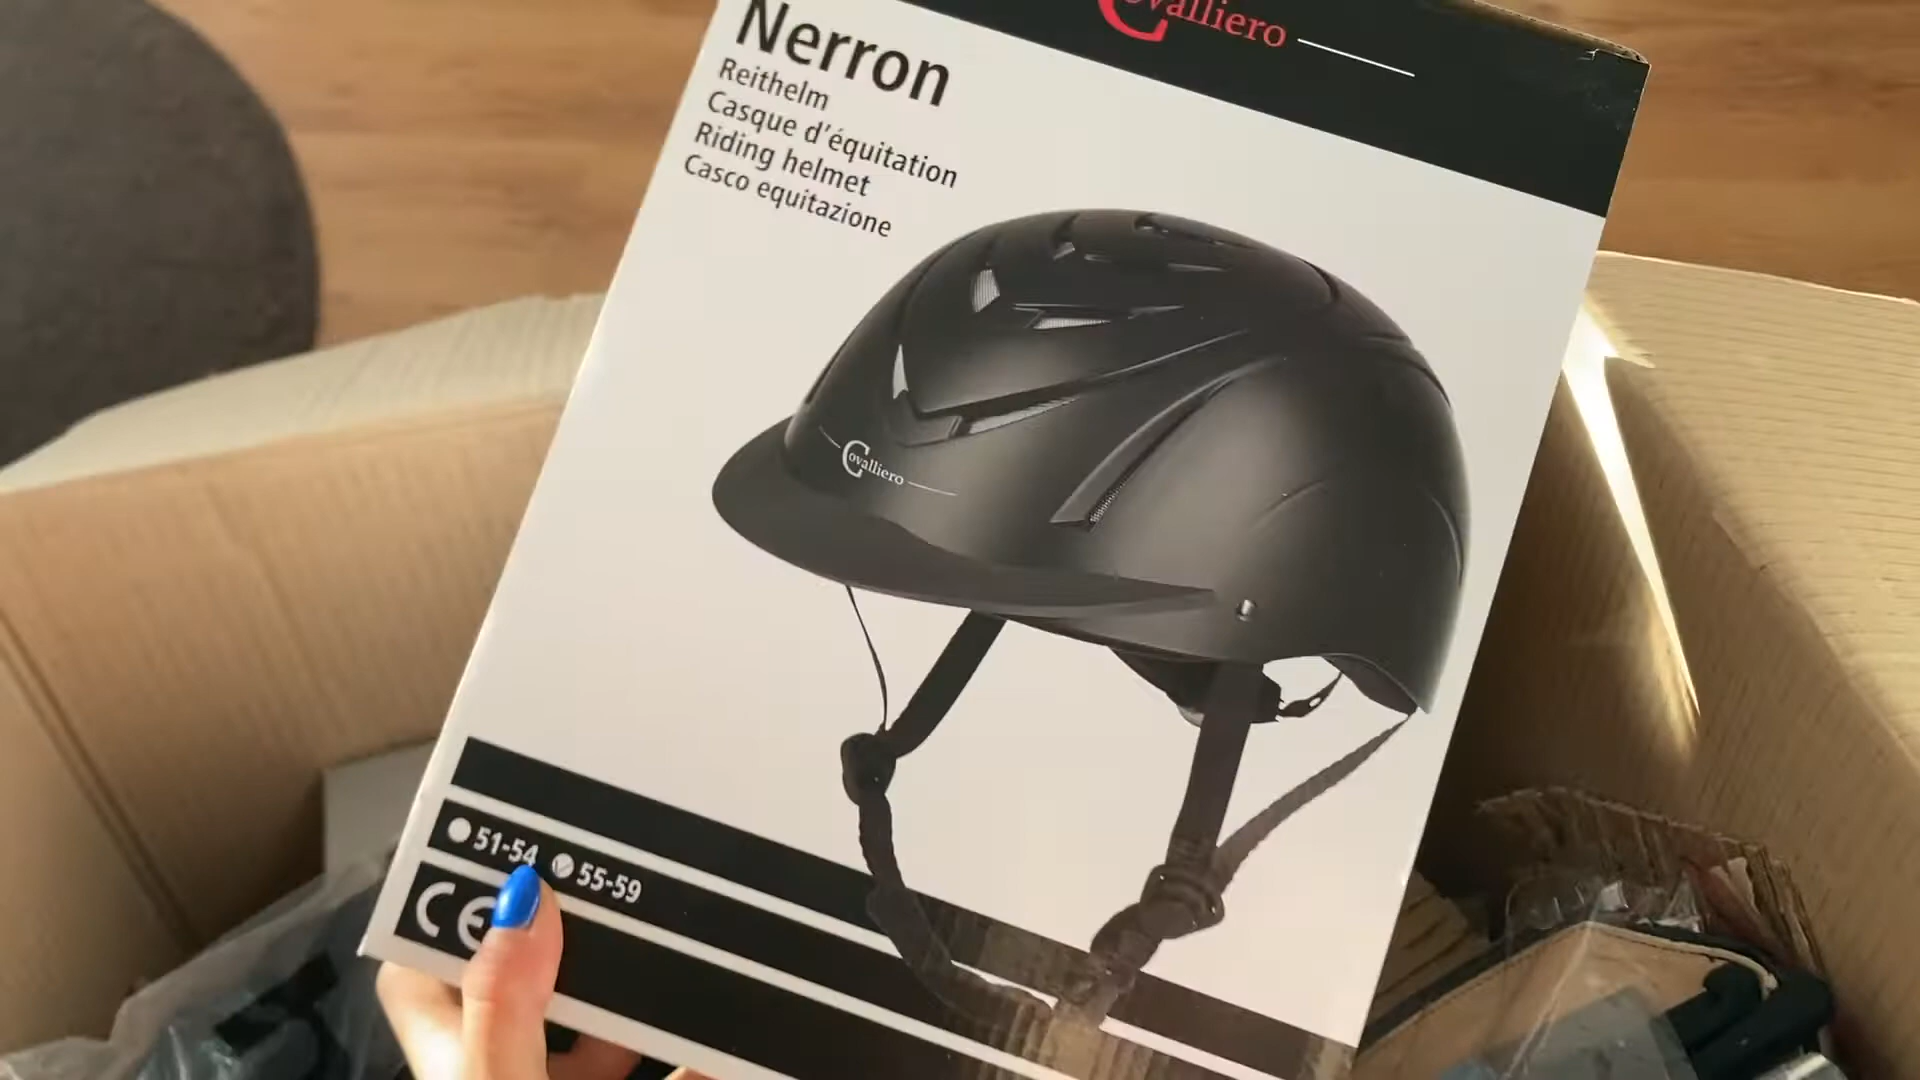 Covalliero
Nerron
Reithelm
Casque d'équitation
Riding helmet
Casco equitazione
Covalliero
51-54 55-59
CE